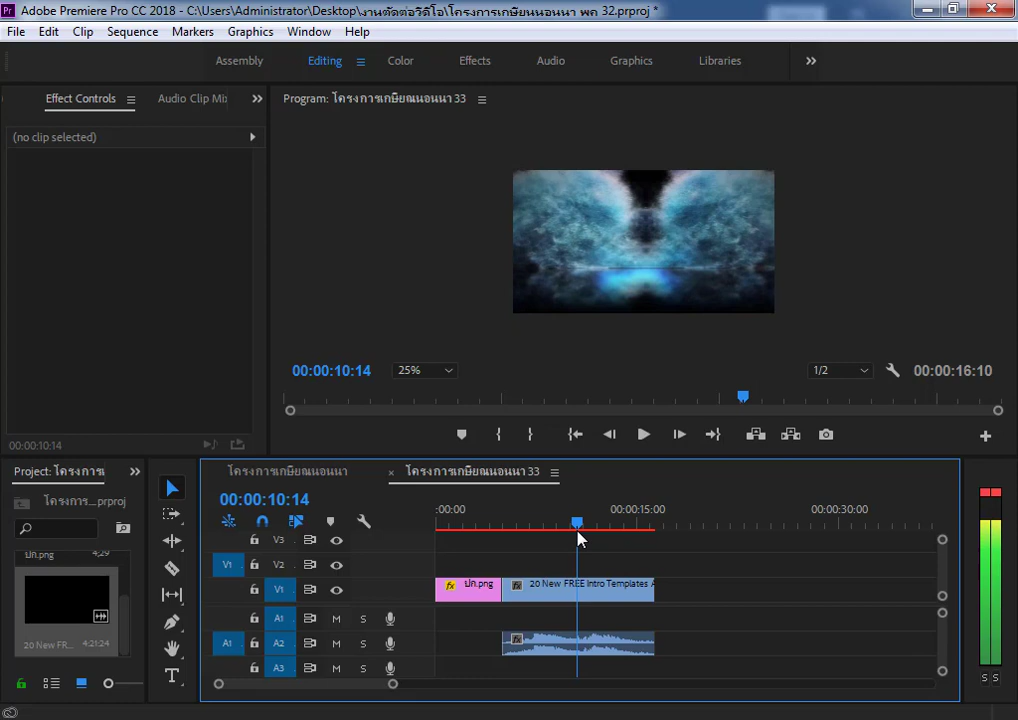 Adobe Premiere Pro CC 2018 - C:\Users\Administrator\Desktop\งานตัดต่อวิดีโอ\โครงการเกษียนนอนนา พค 32.prproj *
File Edit Clip Sequence Markers Graphics Window Help
Assembly Editing Color Effects Audio Graphics Libraries
Effect Controls Audio Clip Mix Program: โครงการเกษียณนอนนา 33
(no clip selected)
00:00:10:14 25% 1/2 00:00:16:10
00:00:10:14
Project: โครงการเ โครงการเกษียณนอนนา × โครงการเกษียณนอนนา 33
โครงการ...prproj
00:00:10:14
:00:00 00:00:15:00 00:00:30:00
ปก.png 4;29
V3
V1 V2
V1 ปก.png 20 New FREE Intro Templates A
A1 M S
A1 A2 M S
A3 M S
20 New FR... 4:21:24
S S